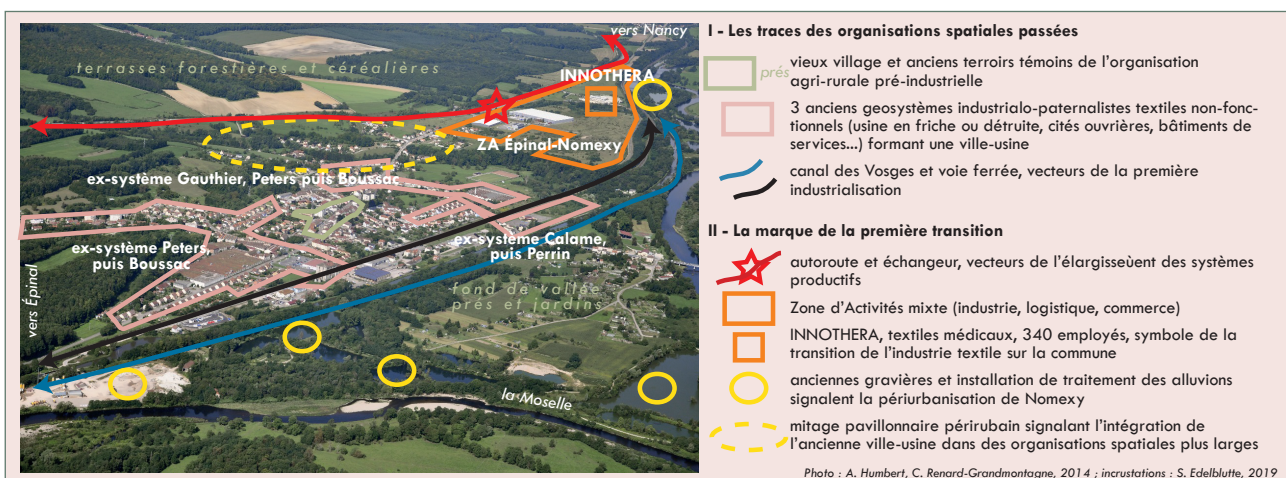 vers Nancy
terrasses forestières et céréalières
INNOTHERA
ZA Épinal-Nomexy
ex-système Gauthier, Peters puis Boussac
ex-système Peters,
puis Boussac
ex-système Calame,
puis Perrin
vers Épinal
fond de vallée
prés et jardins
la Moselle
I - Les traces des organisations spatiales passées
prés
vieux village et anciens terroirs témoins de l’organisation
agri-rurale pré-industrielle
3 anciens geosystèmes industrialo-paternalistes textiles non-fonc-
tionnels (usine en friche ou détruite, cités ouvrières, bâtiments de
services...) formant une ville-usine
canal des Vosges et voie ferrée, vecteurs de la première
industrialisation
II - La marque de la première transition
autoroute et échangeur, vecteurs de l’élargisseùent des systèmes
productifs
Zone d’Activités mixte (industrie, logistique, commerce)
INNOTHERA, textiles médicaux, 340 employés, symbole de la
transition de l’industrie textile sur la commune
anciennes gravières et installation de traitement des alluvions
signalent la périurbanisation de Nomexy
mitage pavillonnaire périrubain signalant l’intégration de
l’ancienne ville-usine dans des organisations spatiales plus larges
Photo : A. Humbert, C. Renard-Grandmontagne, 2014 ; incrustations : S. Edelblutte, 2019